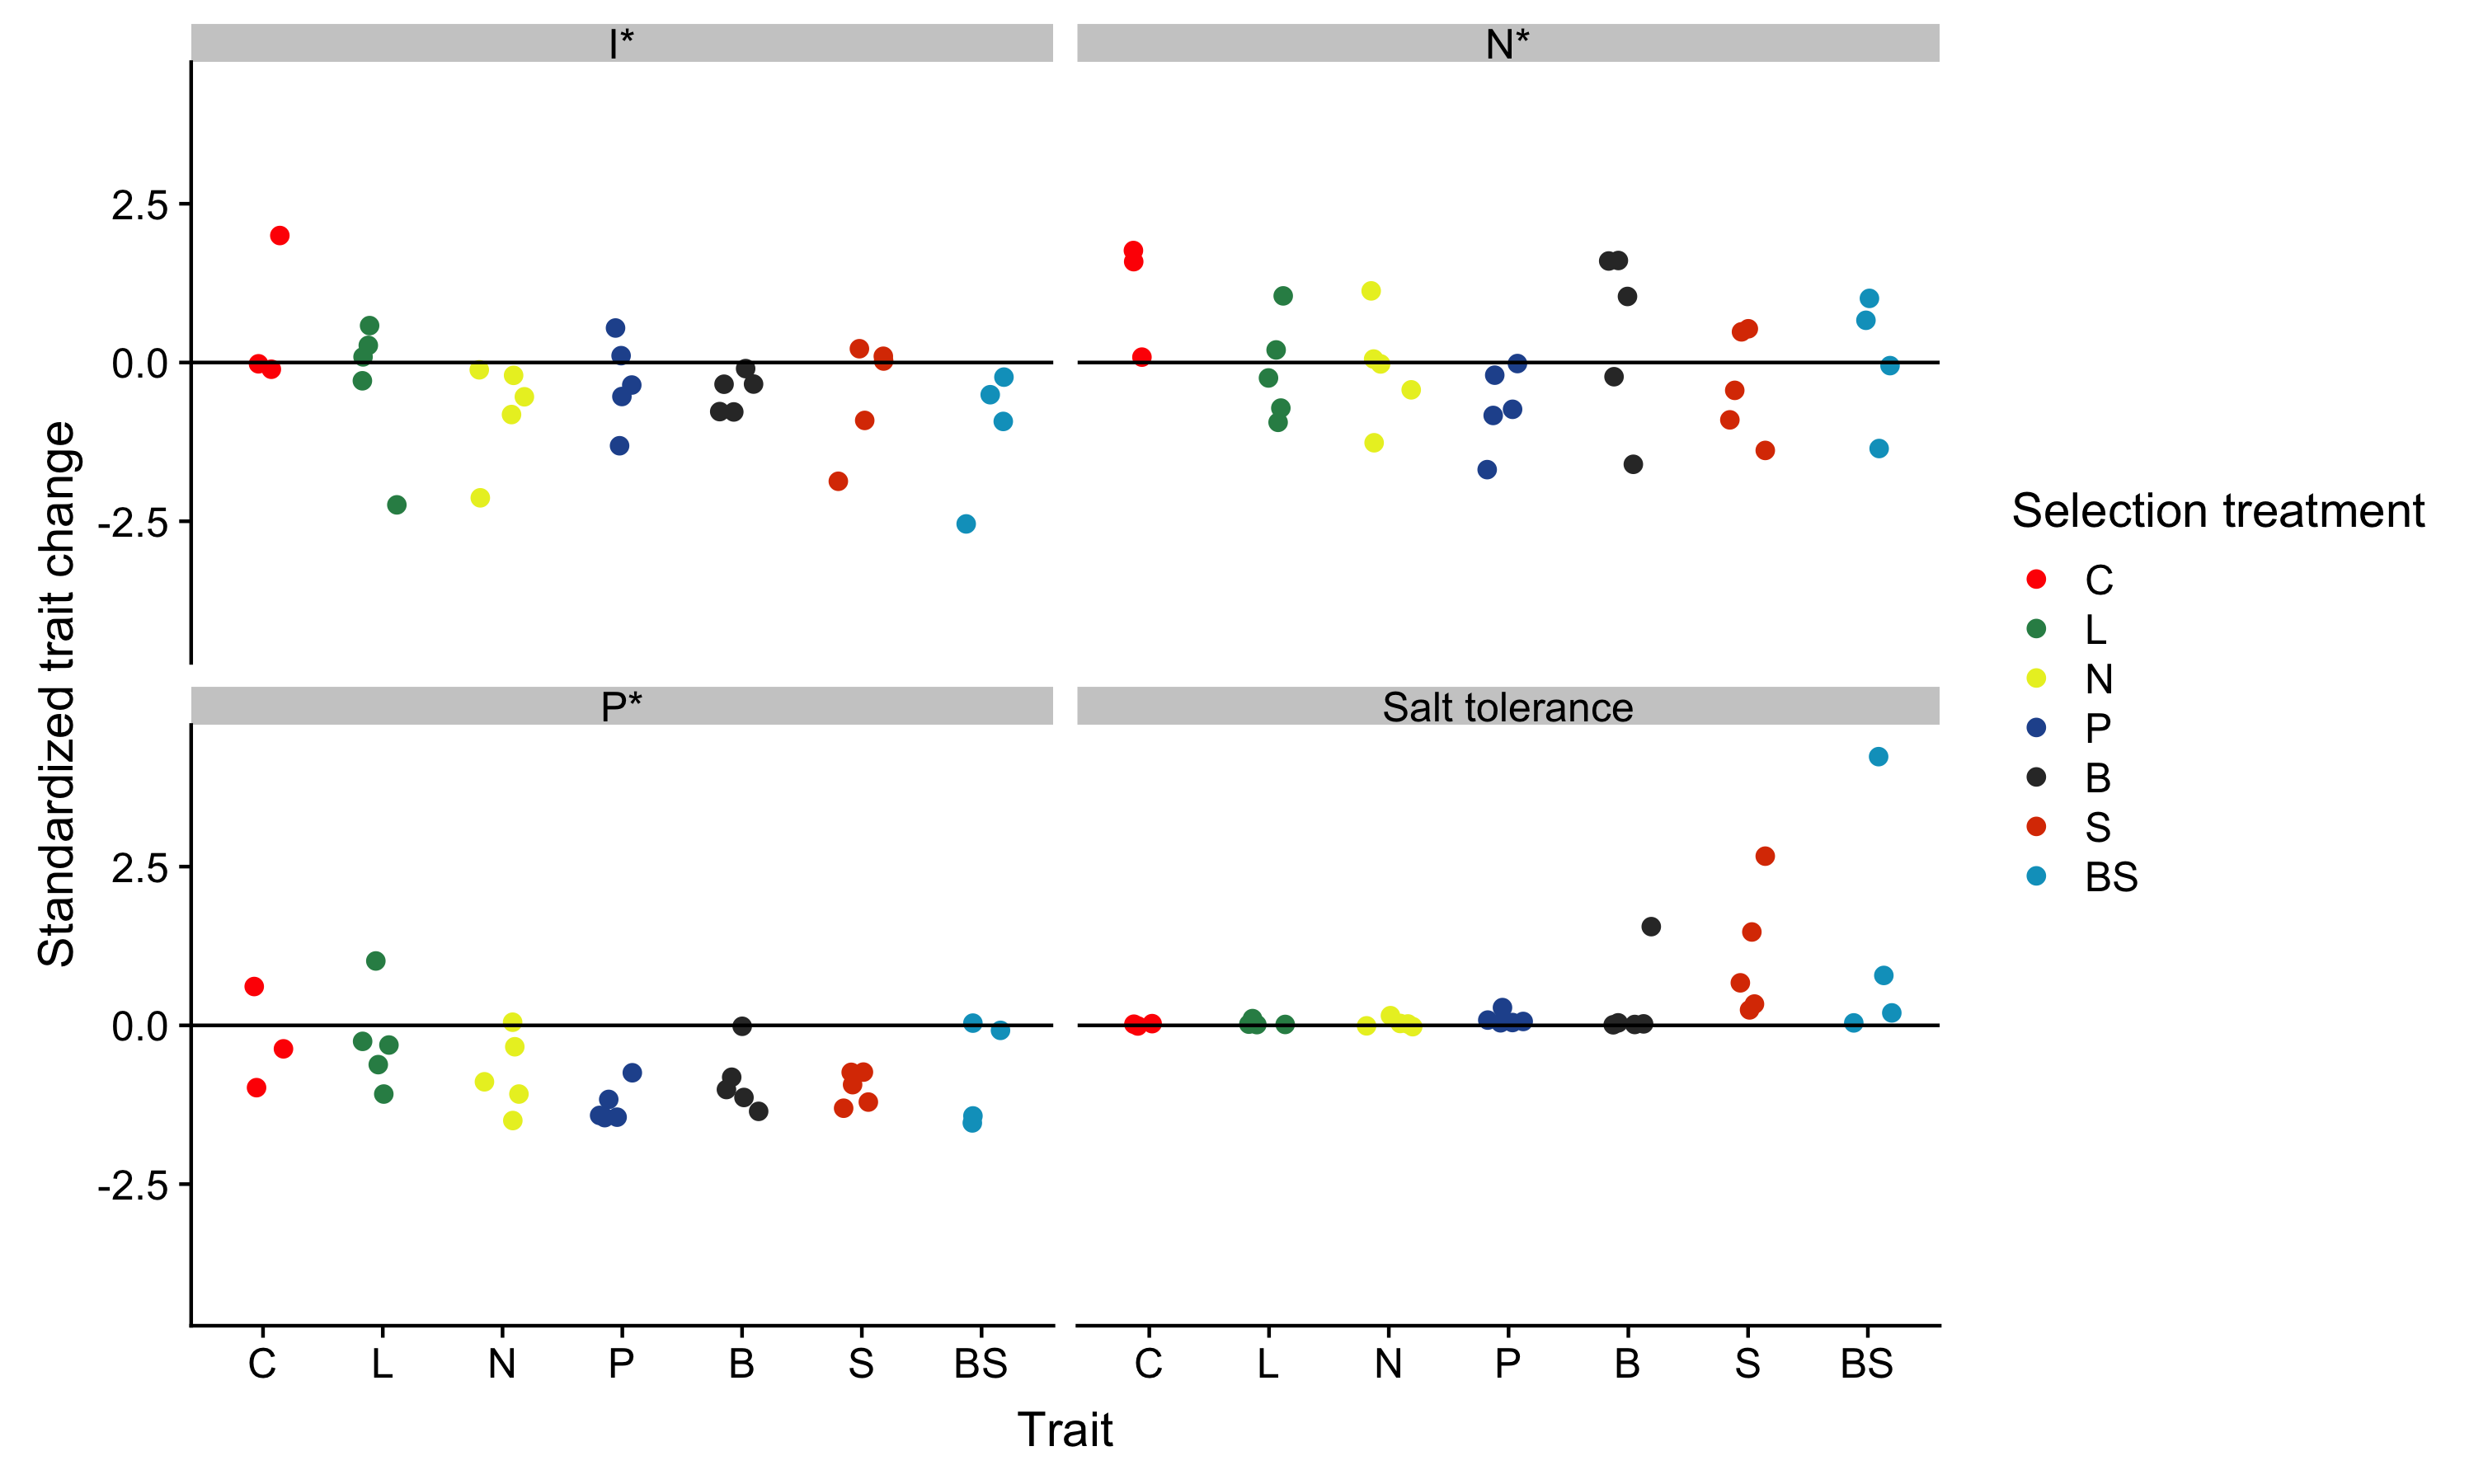 I*
N*
2.5
0.0
-2.5
P*
Salt tolerance
2.5
0.0
-2.5
C L N P B S BS
C L N P B S BS
Trait
Standardized trait change
Selection treatment
C
L
N
P
B
S
BS